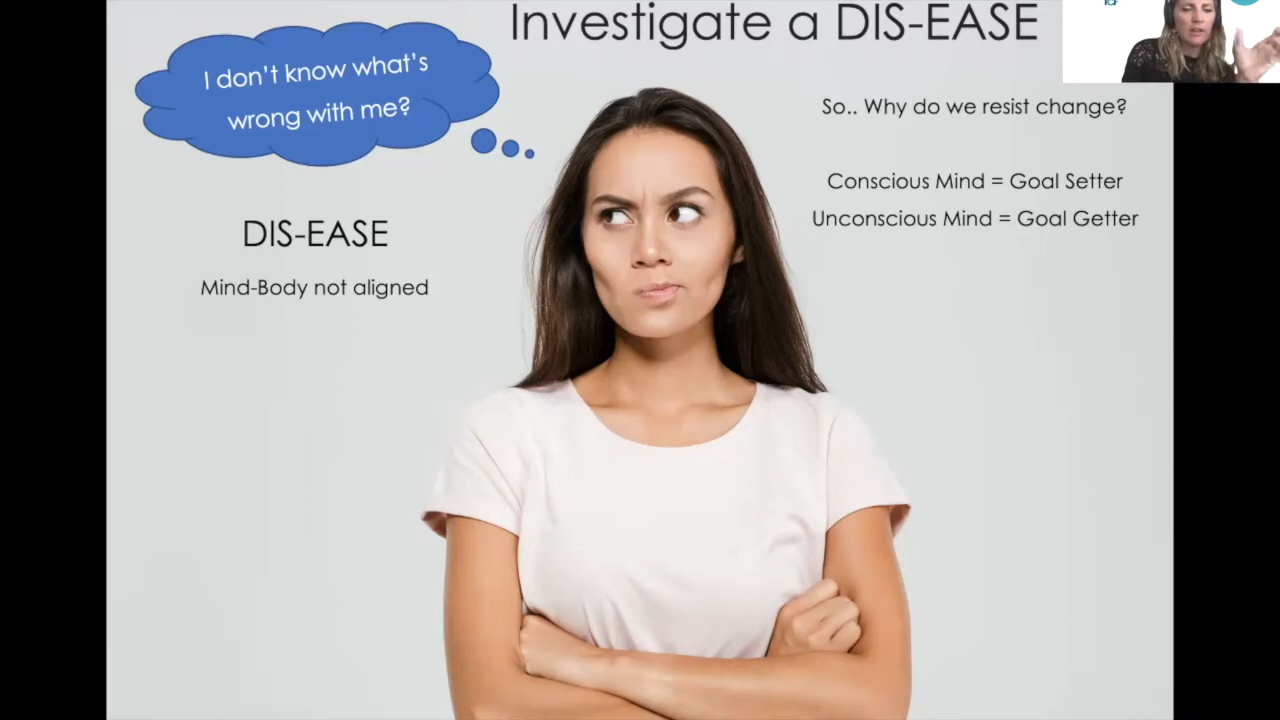 Investigate a DIS-EASE
I don't know what's
wrong with me?
DIS-EASE
Mind-Body not aligned
So.. Why do we resist change?
Conscious Mind = Goal Setter
Unconscious Mind = Goal Getter